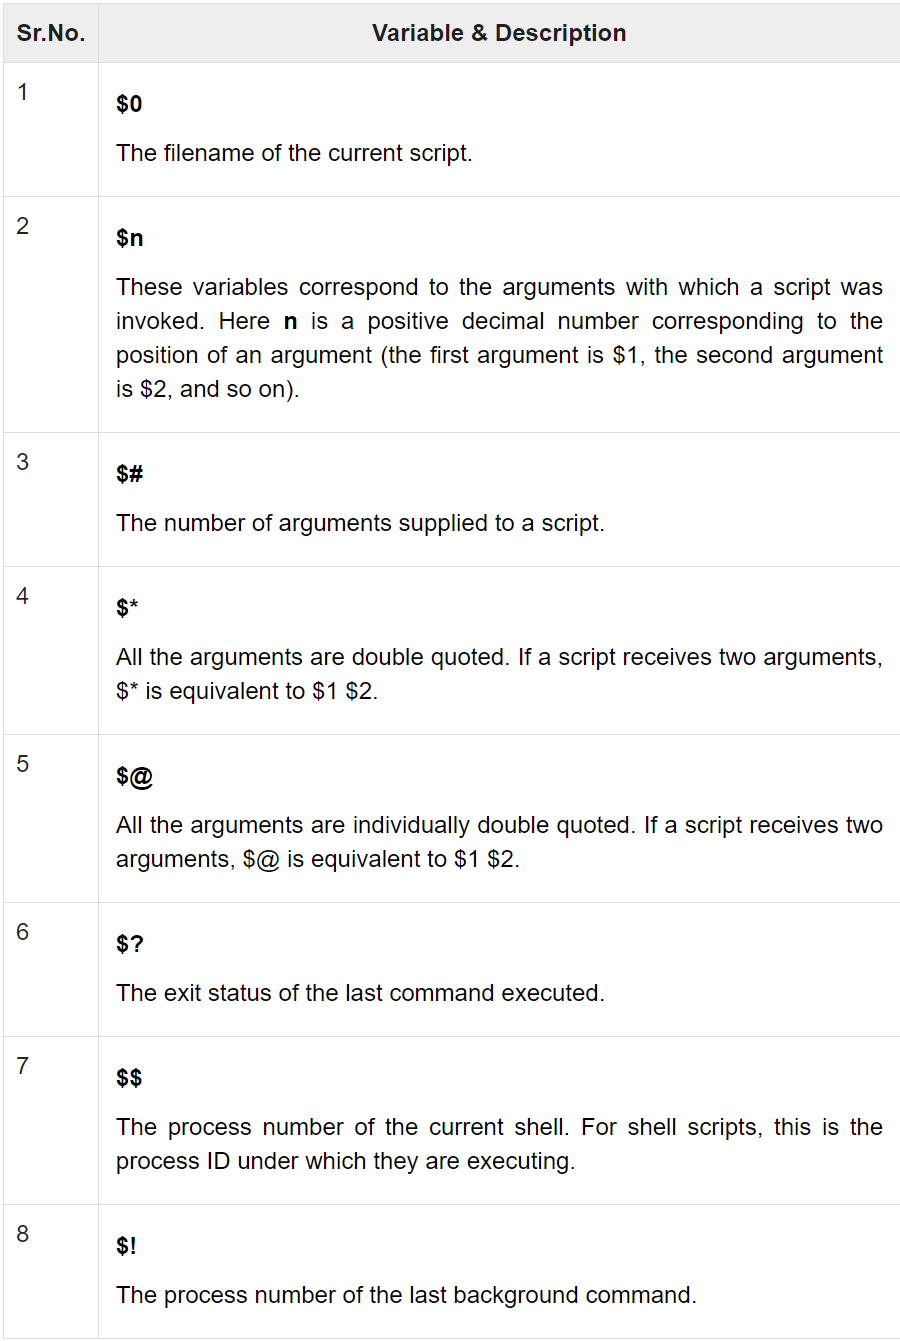 Sr.No. Variable & Description
1
$0
The filename of the current script.
2
$n
These variables correspond to the arguments with which a script was
invoked. Here n is a positive decimal number corresponding to the
position of an argument (the first argument is $1, the second argument
is $2, and so on).
3
$#
The number of arguments supplied to a script.
4
$*
All the arguments are double quoted. If a script receives two arguments,
$* is equivalent to $1 $2.
5
$@
All the arguments are individually double quoted. If a script receives two
arguments, $@ is equivalent to $1 $2.
6
$?
The exit status of the last command executed.
7
$$
The process number of the current shell. For shell scripts, this is the
process ID under which they are executing.
8
$!
The process number of the last background command.